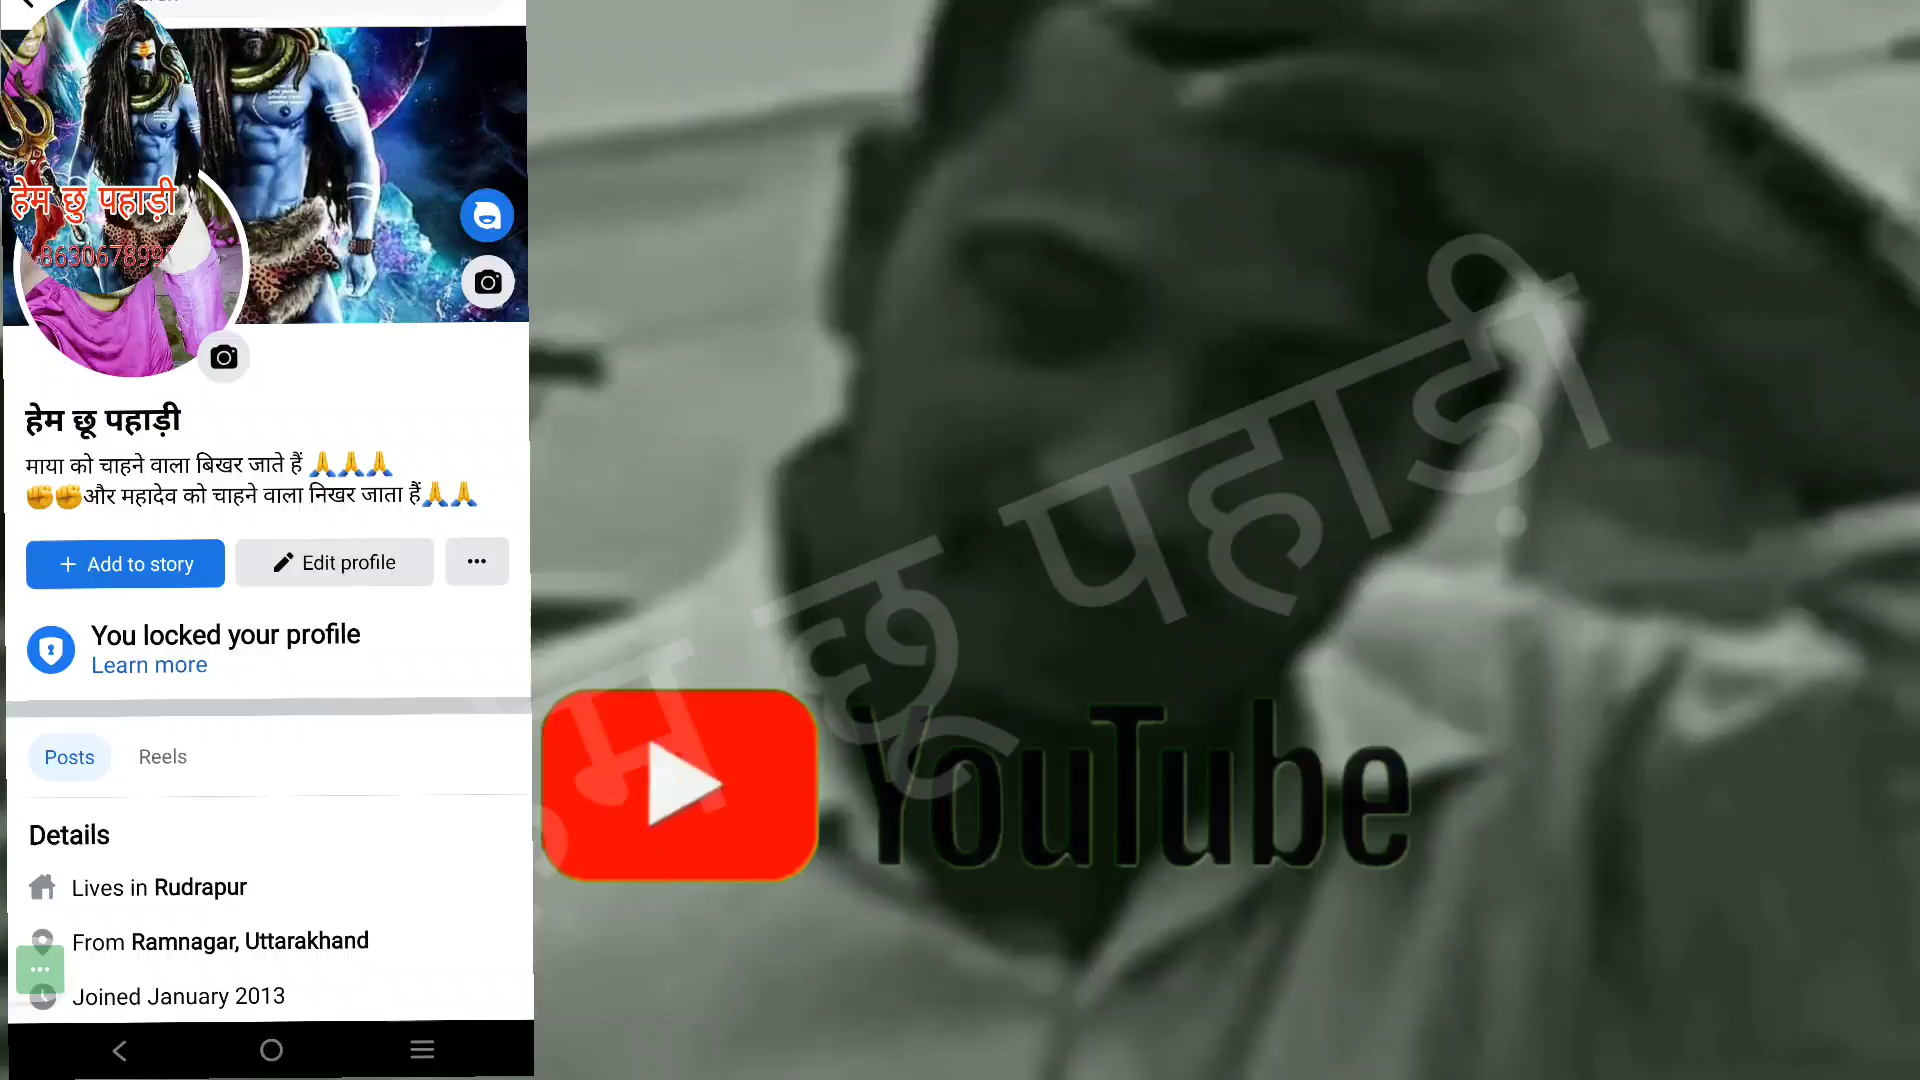 हेम छु पहाड़ी
हेम छू पहाड़ी
माया को चाहने वाला बिखर जाते हैं 🙏🙏🙏
✊✊और महादेव को चाहने वाला निखर जाता हैं🙏🙏
+ Add to story
Edit profile
You locked your profile
Learn more
Posts
Reels
Details
Lives in Rudrapur
From Ramnagar, Uttarakhand
Joined January 2013
छू पहाड़ी
YouTube